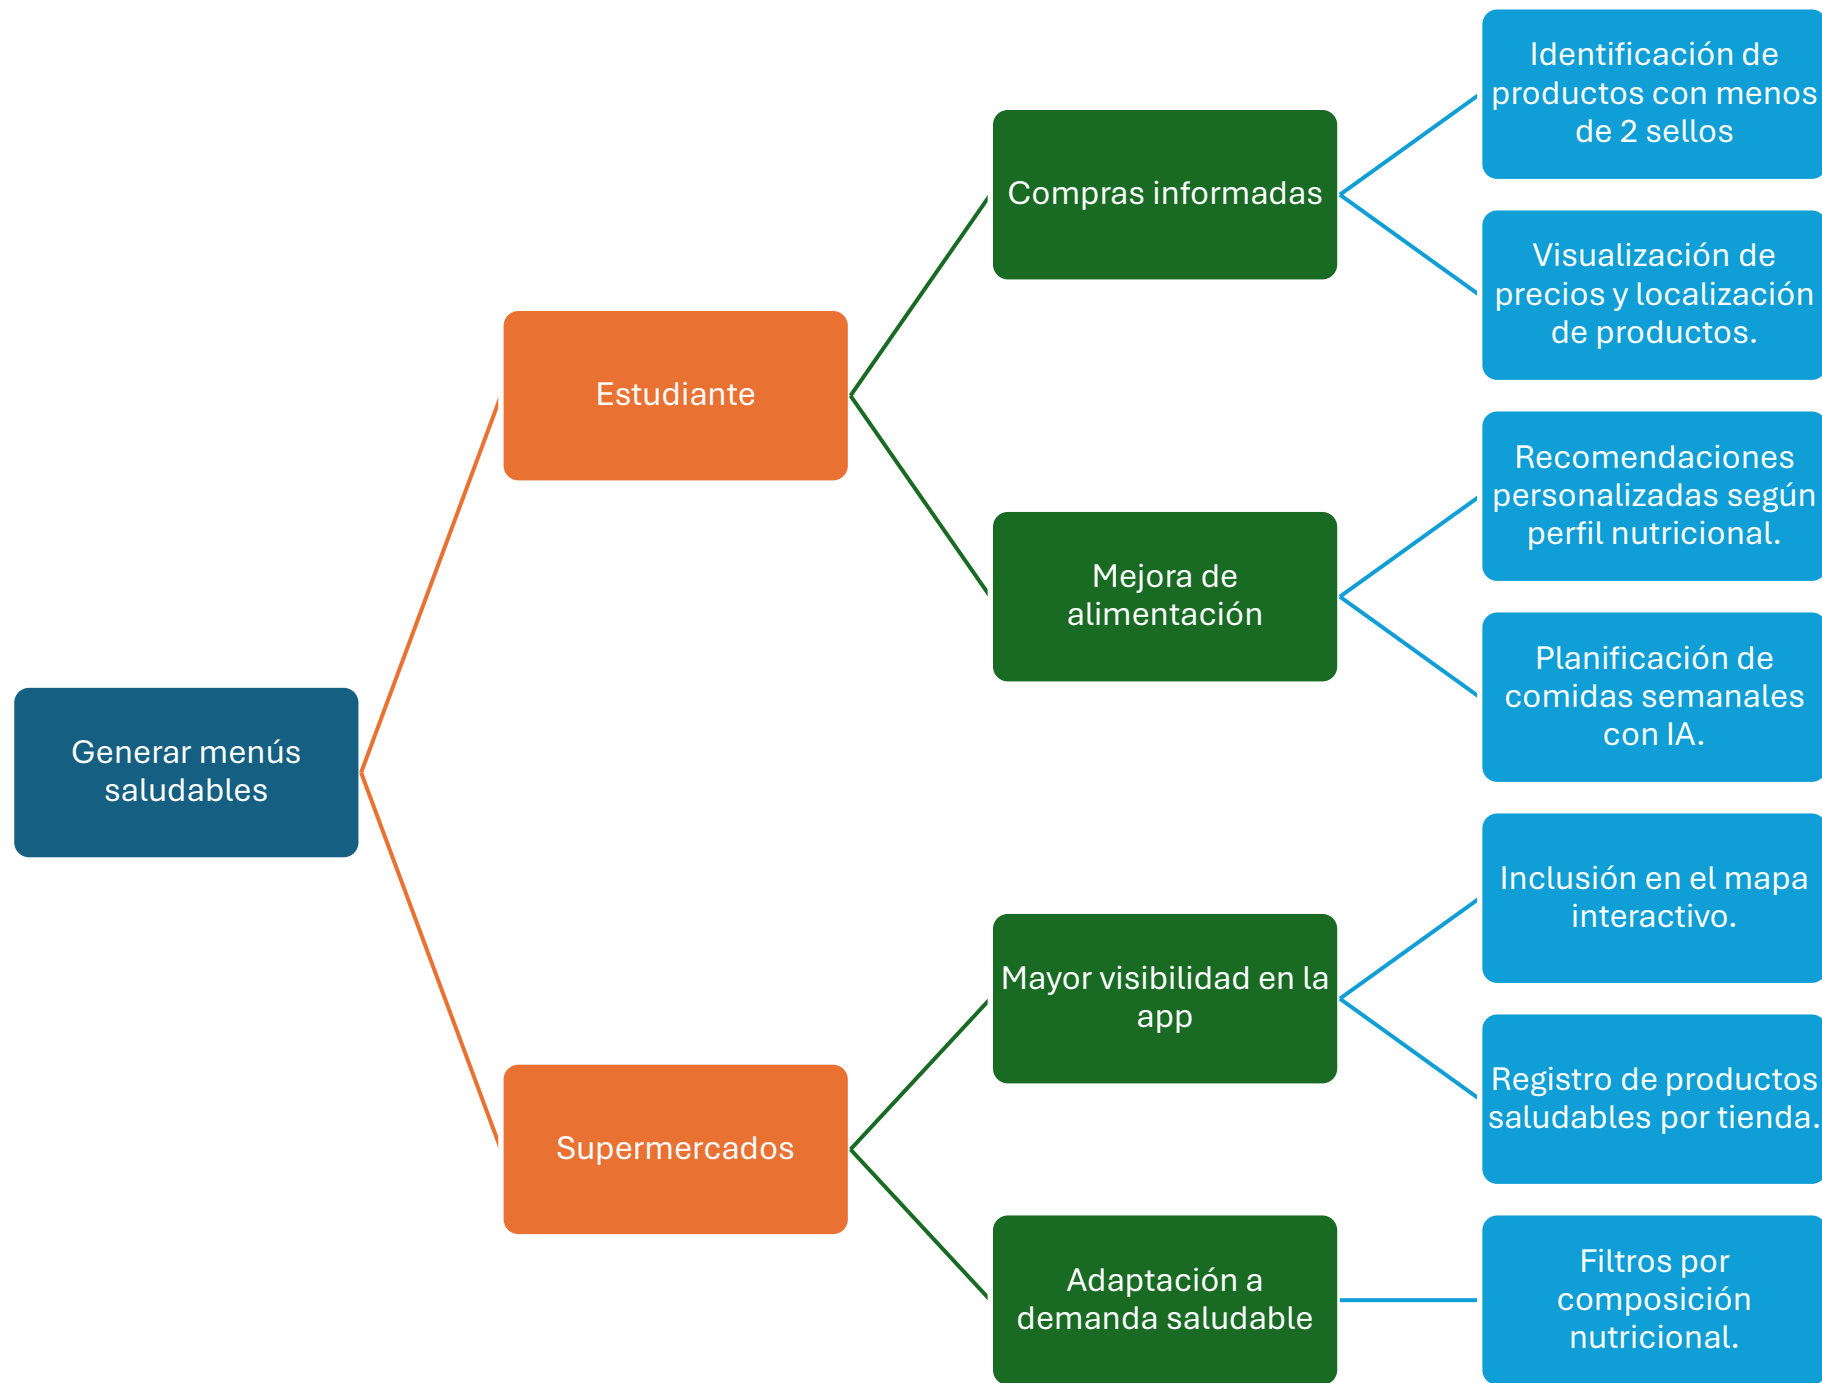 Generar menús
saludables
Estudiante
Compras informadas
Identificación de
productos con menos
de 2 sellos
Visualización de
precios y localización
de productos.
Mejora de
alimentación
Recomendaciones
personalizadas según
perfil nutricional.
Planificación de
comidas semanales
con IA.
Supermercados
Mayor visibilidad en la
app
Inclusión en el mapa
interactivo.
Registro de productos
saludables por tienda.
Adaptación a
demanda saludable
Filtros por
composición
nutricional.